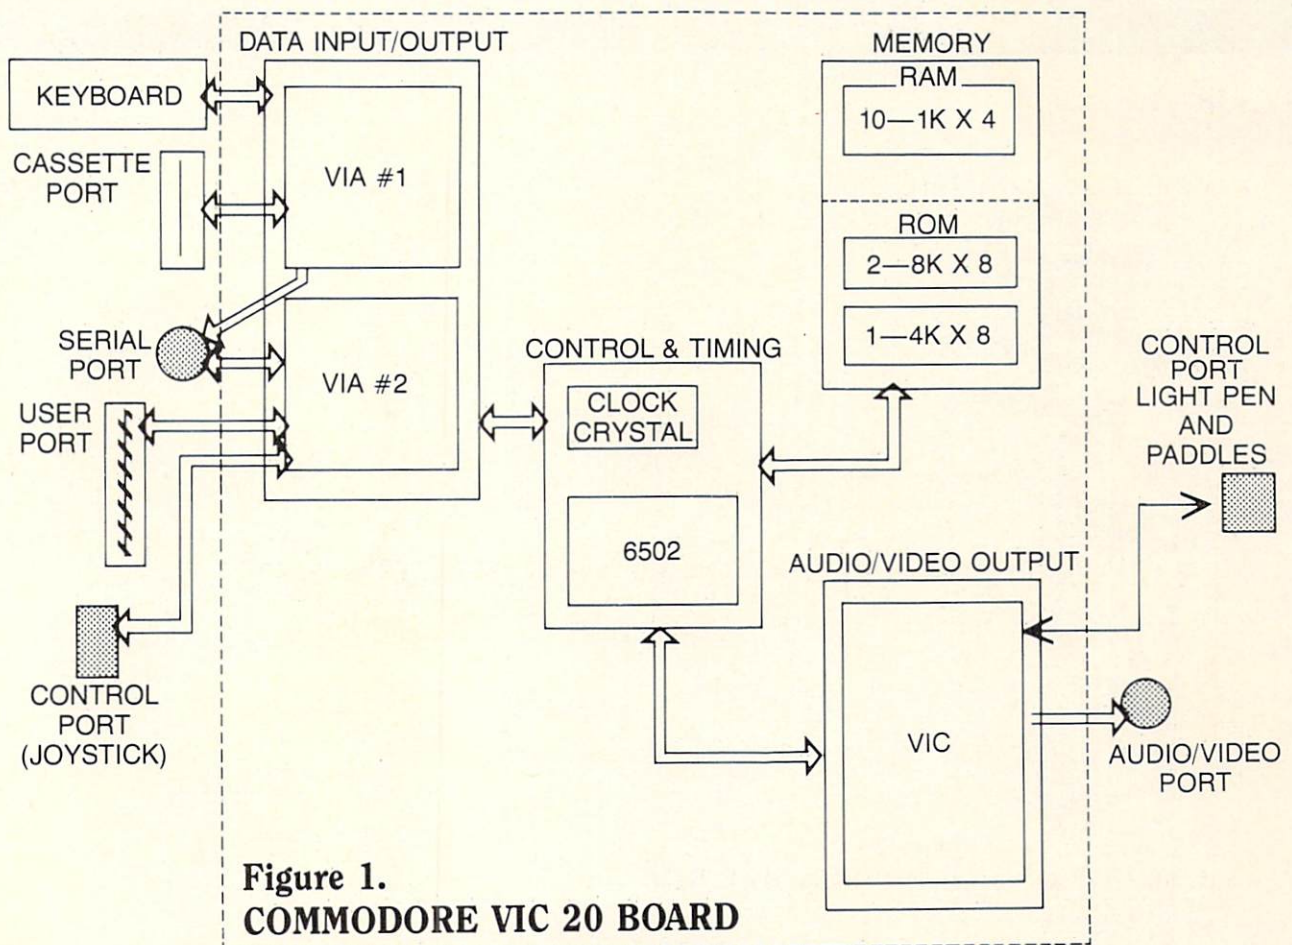 DATA INPUT/OUTPUT
KEYBOARD
CASSETTE
PORT
VIA #1
SERIAL
PORT
VIA #2
USER
PORT
CONTROL
PORT
(JOYSTICK)
CONTROL & TIMING
CLOCK
CRYSTAL
6502
MEMORY
RAM
10—1K X 4
ROM
2—8K X 8
1—4K X 8
CONTROL
PORT
LIGHT PEN
AND
PADDLES
AUDIO/VIDEO OUTPUT
VIC
AUDIO/VIDEO
PORT
Figure 1.
COMMODORE VIC 20 BOARD